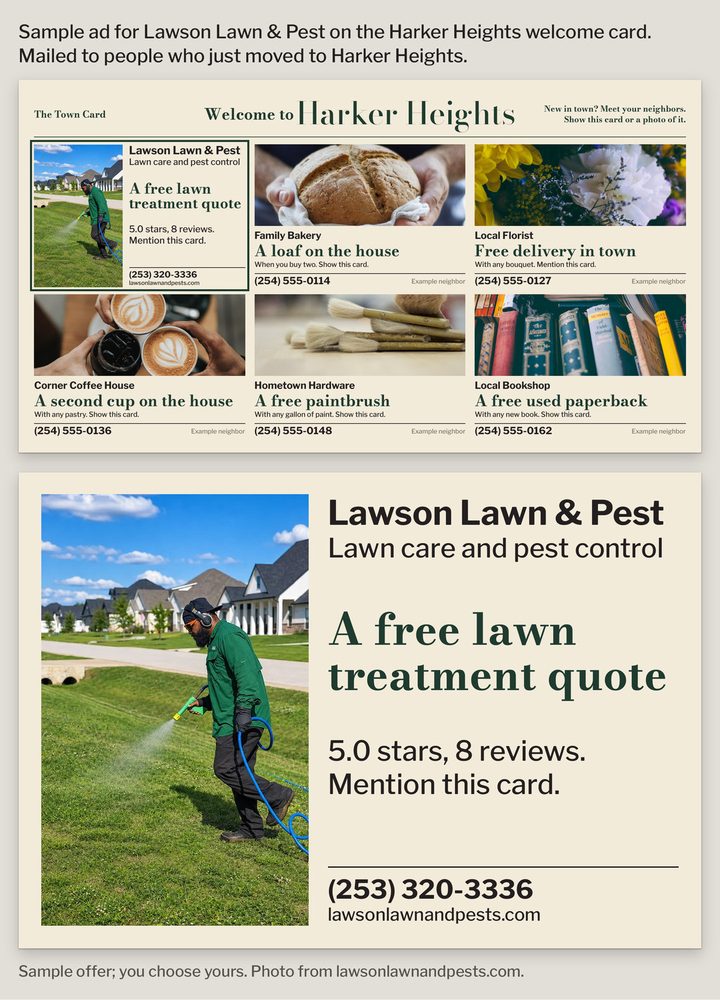 Sample ad for Lawson Lawn & Pest on the Harker Heights welcome card.
Mailed to people who just moved to Harker Heights.
The Town Card
Welcome to Harker Heights
New in town? Meet your neighbors.
Show this card or a photo of it.
Lawson Lawn & Pest
Lawn care and pest control
A free lawn
treatment quote
5.0 stars, 8 reviews.
Mention this card.
(253) 320-3336
lawsonlawnandpests.com
Family Bakery
A loaf on the house
When you buy two. Show this card.
(254) 555-0114
Example neighbor
Local Florist
Free delivery in town
With any bouquet. Mention this card.
(254) 555-0127
Example neighbor
Corner Coffee House
A second cup on the house
With any pastry. Show this card.
(254) 555-0136
Example neighbor
Hometown Hardware
A free paintbrush
With any gallon of paint. Show this card.
(254) 555-0148
Example neighbor
Local Bookshop
A free used paperback
With any new book. Show this card.
(254) 555-0162
Example neighbor
Lawson Lawn & Pest
Lawn care and pest control
A free lawn
treatment quote
5.0 stars, 8 reviews.
Mention this card.
(253) 320-3336
lawsonlawnandpests.com
Sample offer; you choose yours. Photo from lawsonlawnandpests.com.